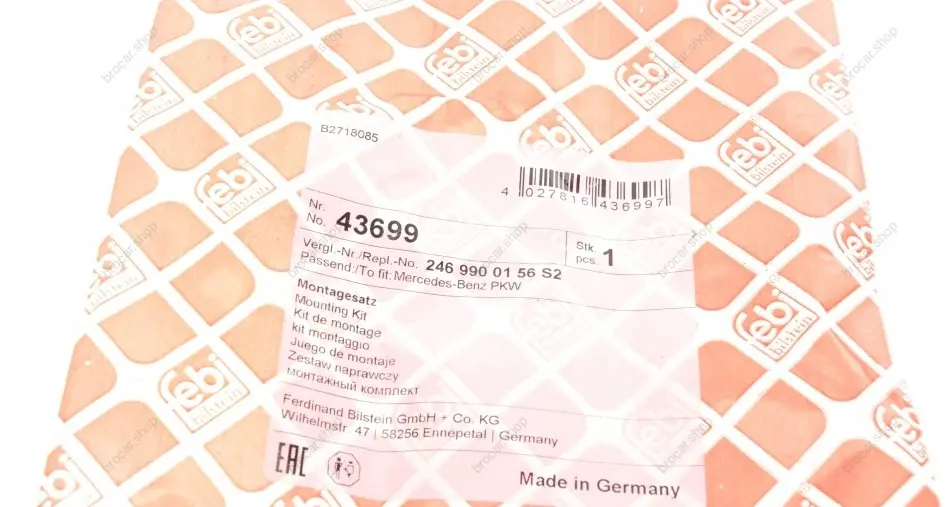 B2718085
4 027816 436997
Nr.
No. 43699
Stk.
pcs. 1
Vergl.-Nr./Repl.-No. 246 990 01 56 S2
Passend:/To fit: Mercedes-Benz PKW
Montagesatz
Mounting Kit
Kit de montage
kit montaggio
Juego de montaje
Zestaw naprawczy
монтажный комплект
Ferdinand Bilstein GmbH + Co. KG
Wilhelmstr. 47 | 58256 Ennepetal | Germany
EAC
Made in Germany
febi
bilstein
brocar.shop